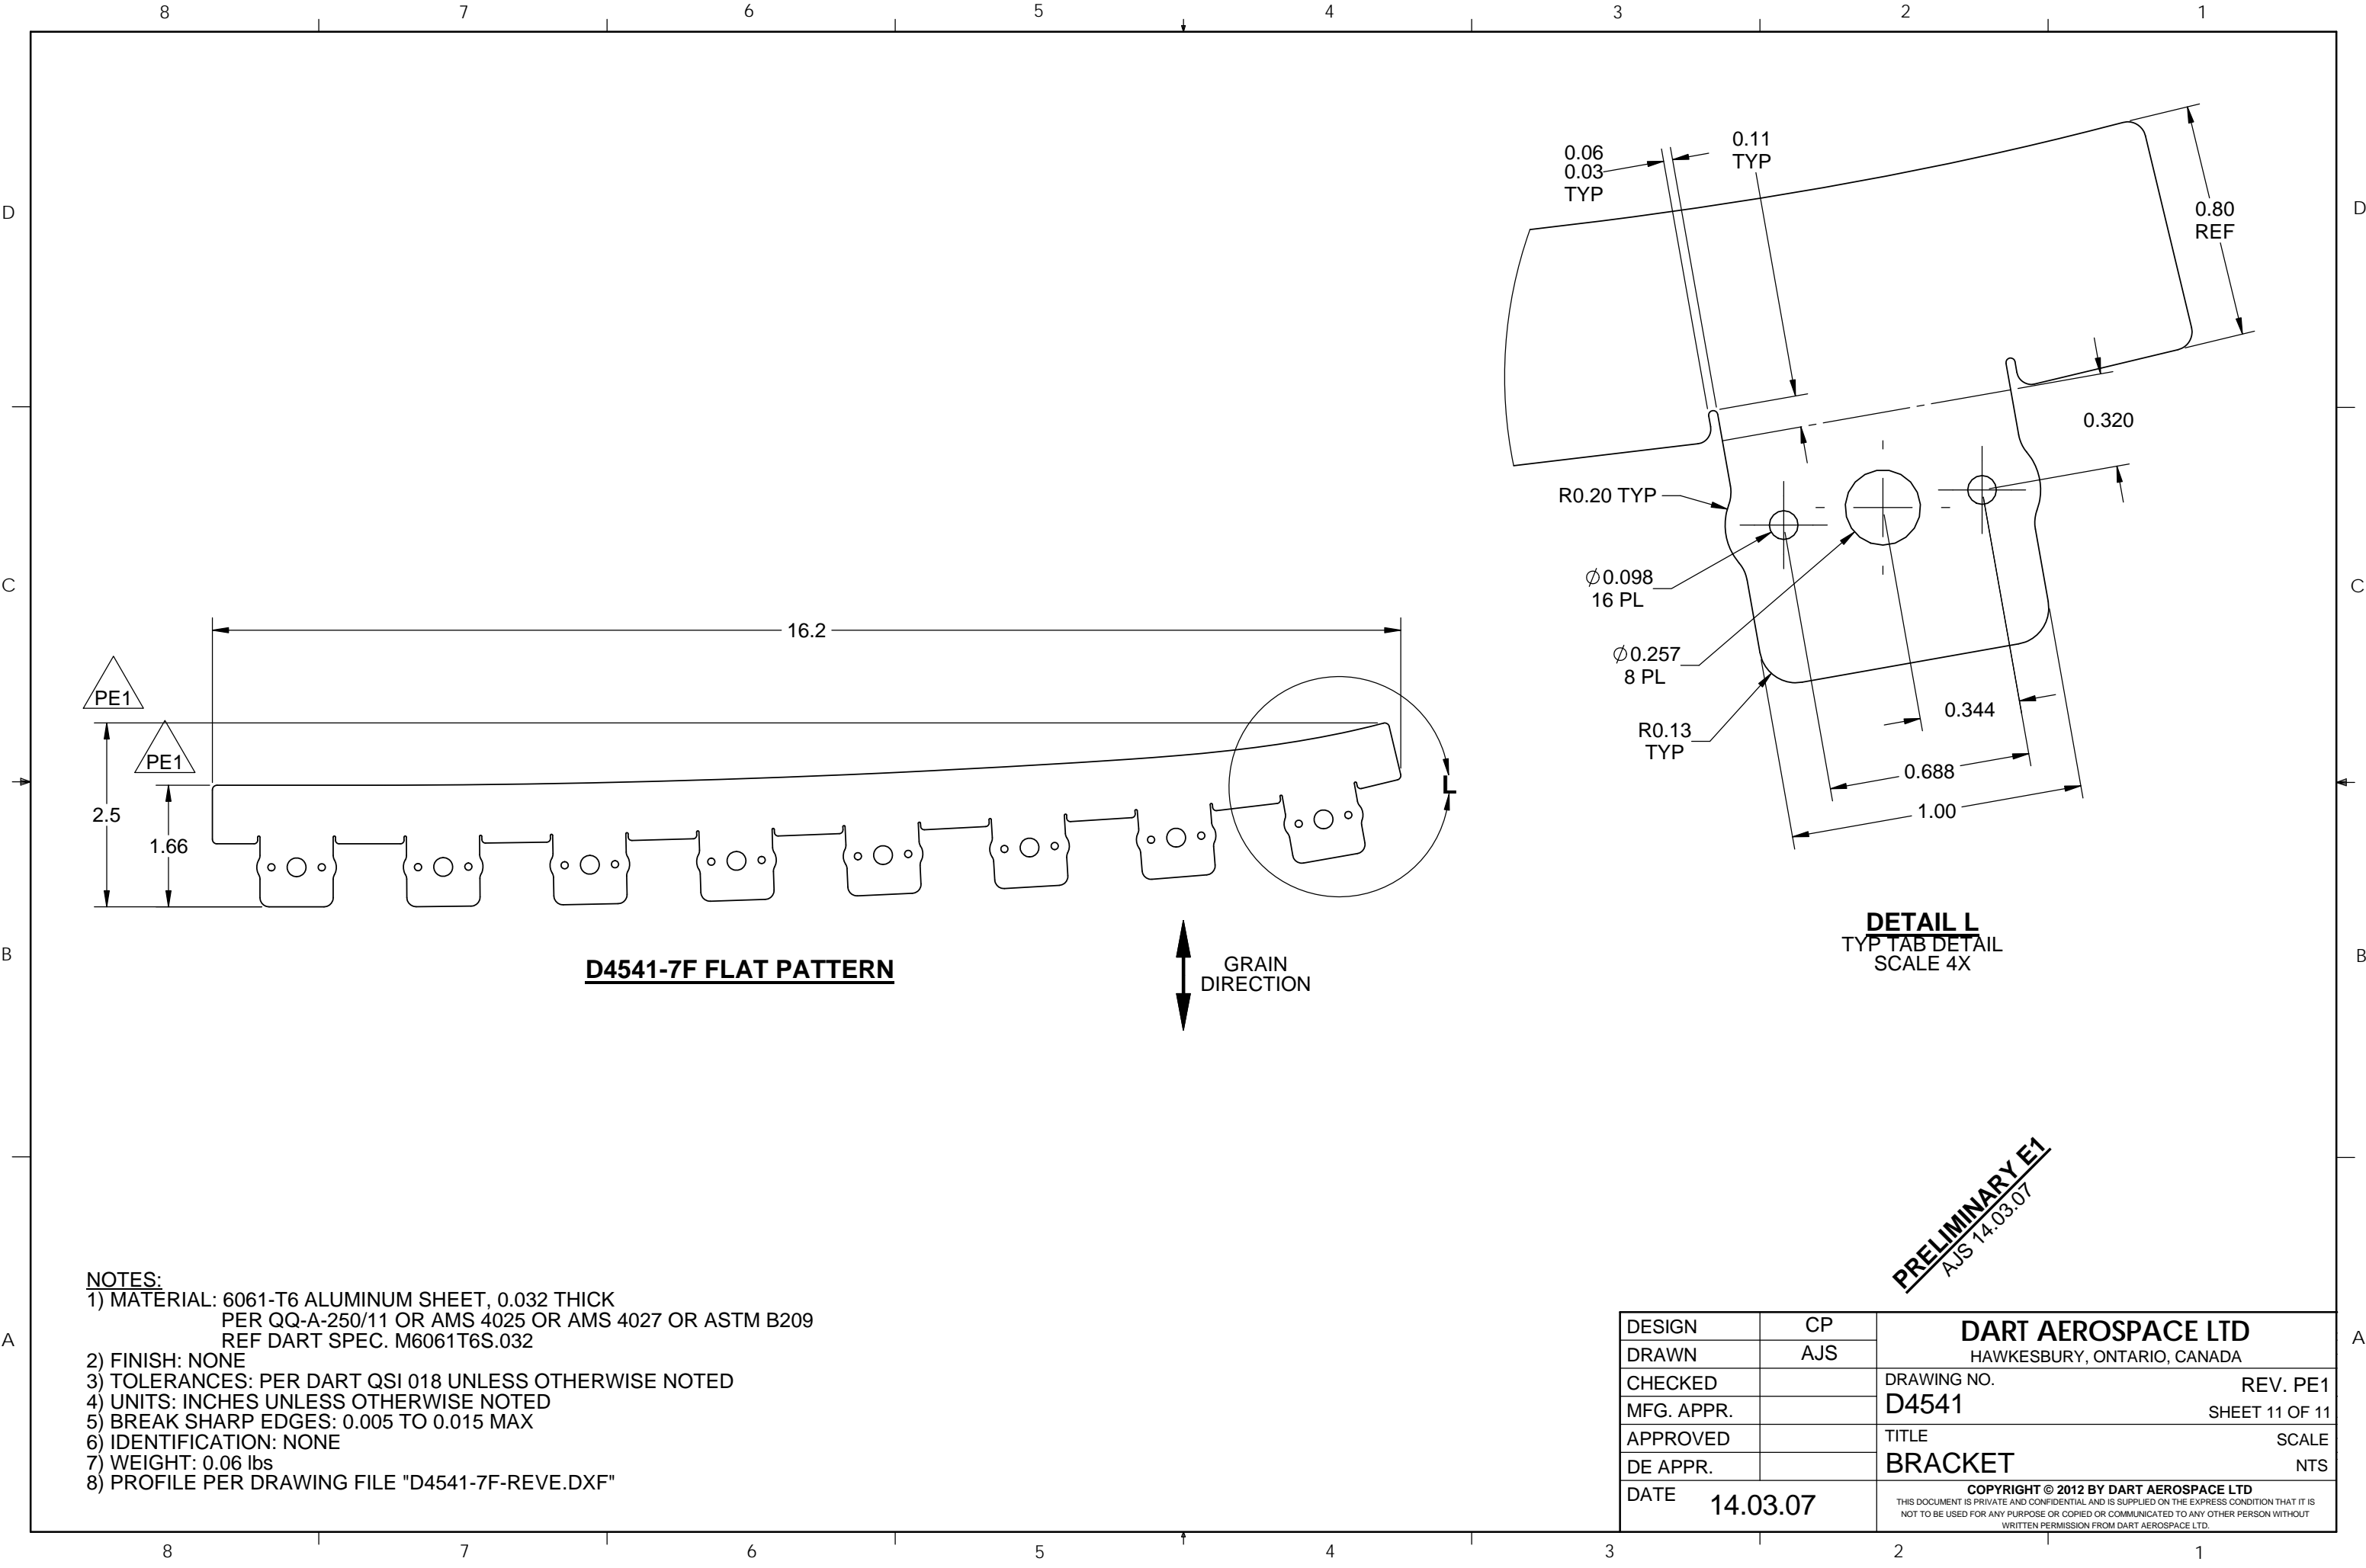 8 7 6 5 4 3 2 1
D D
C C
B B
A A
0.06
0.03
TYP
0.11
TYP
0.80
REF
0.320
R0.20 TYP
∅0.098
16 PL
∅0.257
8 PL
R0.13
TYP
0.344
0.688
1.00
DETAIL L
TYP TAB DETAIL
SCALE 4X
16.2
PE1
PE1
2.5
1.66
L
D4541-7F FLAT PATTERN
GRAIN
DIRECTION
PRELIMINARY E1
AJS 14.03.07
NOTES:
1) MATERIAL: 6061-T6 ALUMINUM SHEET, 0.032 THICK
PER QQ-A-250/11 OR AMS 4025 OR AMS 4027 OR ASTM B209
REF DART SPEC. M6061T6S.032
2) FINISH: NONE
3) TOLERANCES: PER DART QSI 018 UNLESS OTHERWISE NOTED
4) UNITS: INCHES UNLESS OTHERWISE NOTED
5) BREAK SHARP EDGES: 0.005 TO 0.015 MAX
6) IDENTIFICATION: NONE
7) WEIGHT: 0.06 lbs
8) PROFILE PER DRAWING FILE "D4541-7F-REVE.DXF"
DESIGN CP
DRAWN AJS
CHECKED
MFG. APPR.
APPROVED
DE APPR.
DATE 14.03.07
DART AEROSPACE LTD
HAWKESBURY, ONTARIO, CANADA
DRAWING NO. REV. PE1
D4541 SHEET 11 OF 11
TITLE SCALE
BRACKET NTS
COPYRIGHT © 2012 BY DART AEROSPACE LTD
THIS DOCUMENT IS PRIVATE AND CONFIDENTIAL AND IS SUPPLIED ON THE EXPRESS CONDITION THAT IT IS
NOT TO BE USED FOR ANY PURPOSE OR COPIED OR COMMUNICATED TO ANY OTHER PERSON WITHOUT
WRITTEN PERMISSION FROM DART AEROSPACE LTD.
8 7 6 5 4 3 2 1